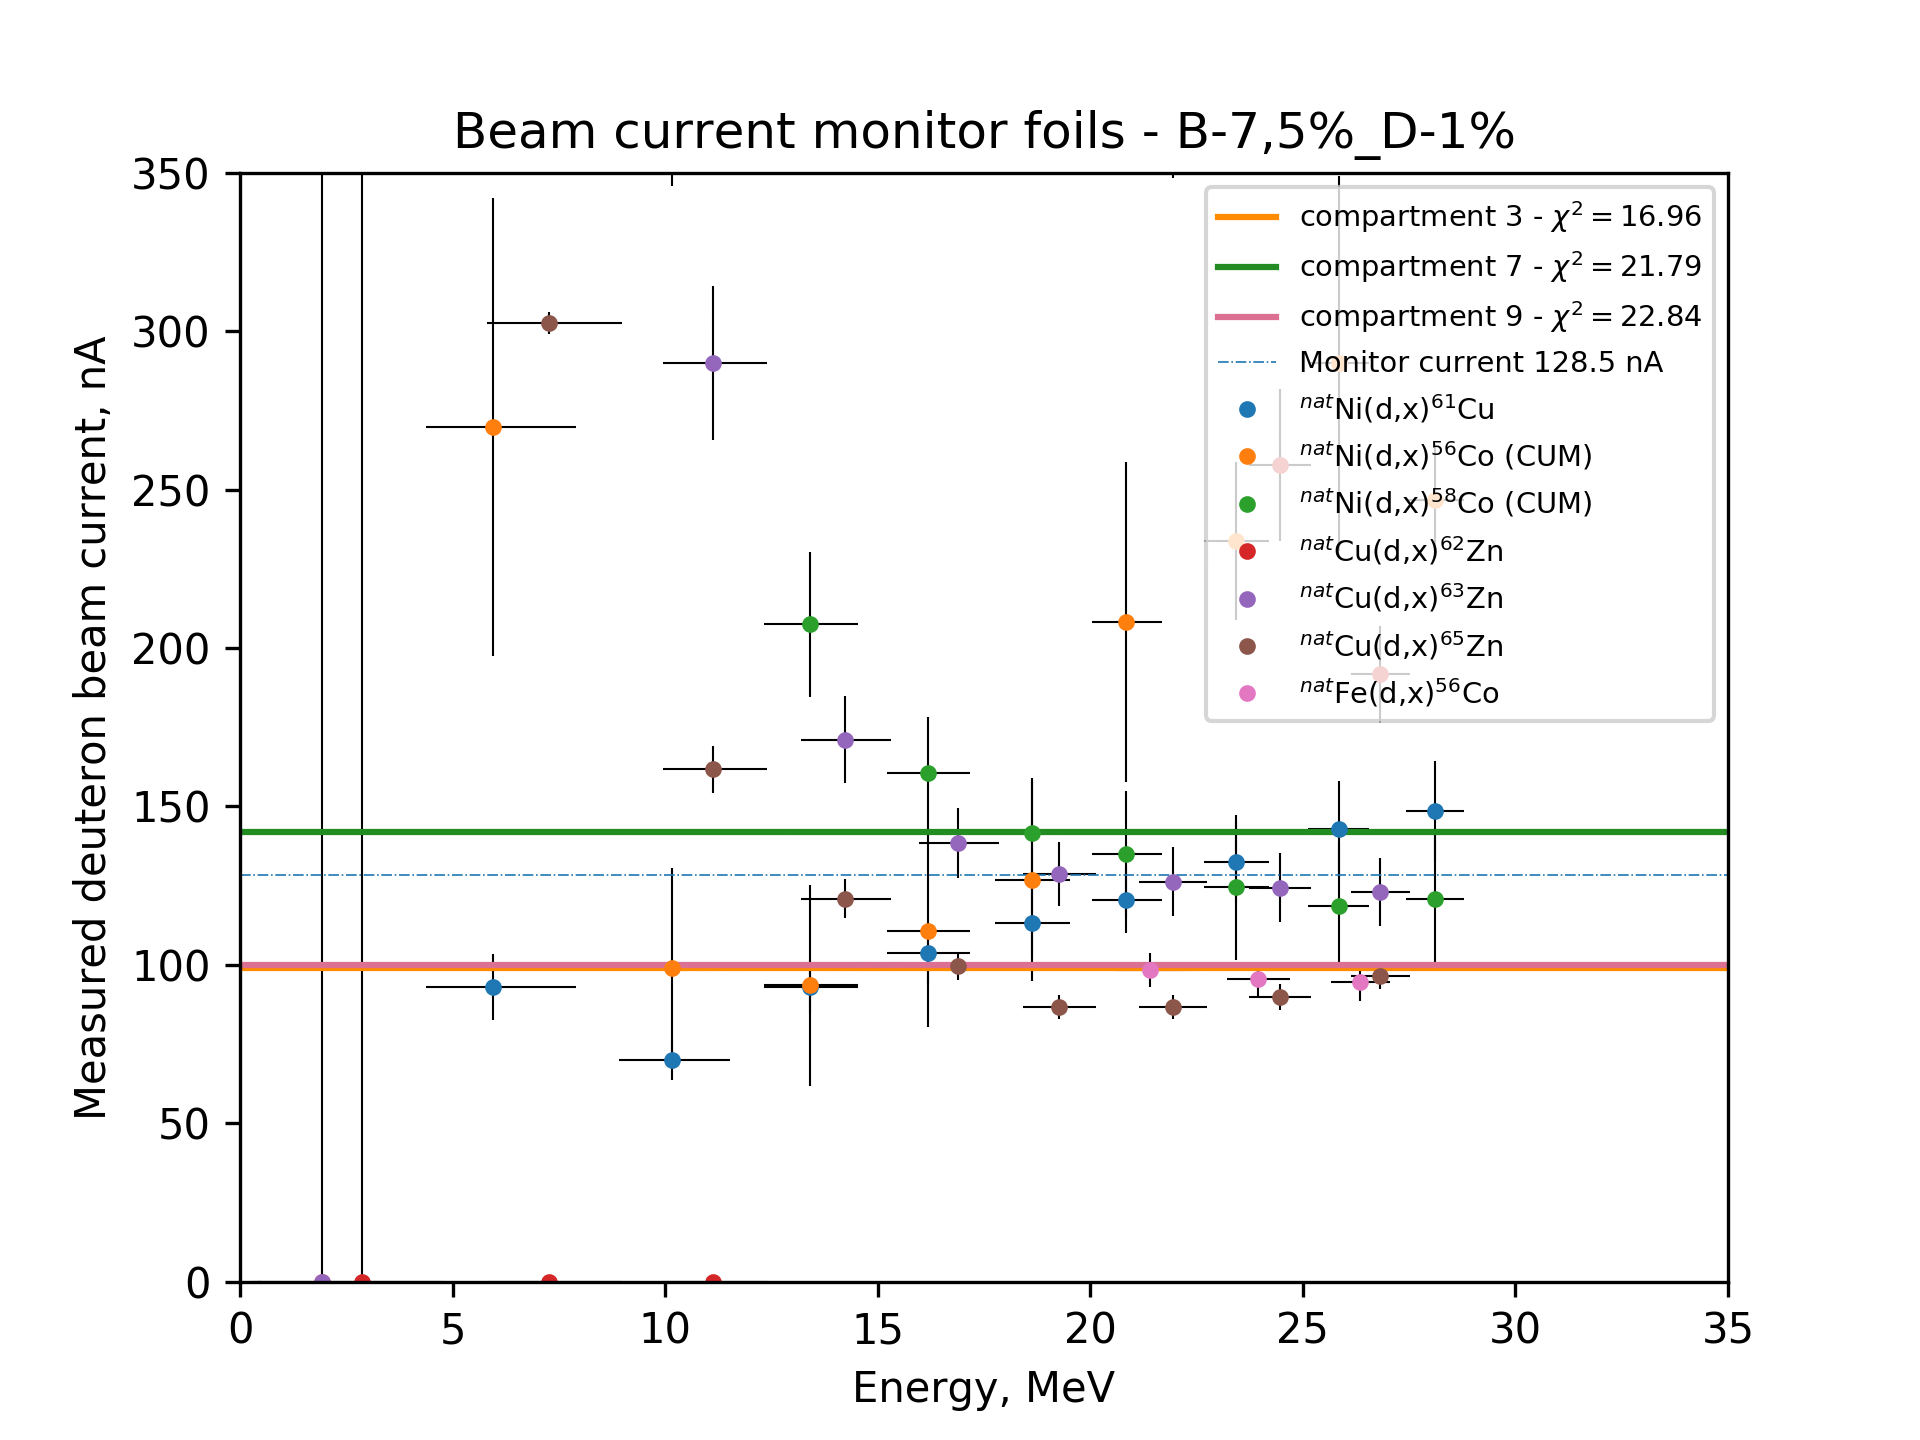 Beam current monitor foils - B-7,5%_D-1%
Measured deuteron beam current, nA
350
300
250
200
150
100
50
0
compartment 3 - χ² = 16.96
compartment 7 - χ² = 21.79
compartment 9 - χ² = 22.84
Monitor current 128.5 nA
ⁿᵃᵗNi(d,x)⁶¹Cu
ⁿᵃᵗNi(d,x)⁵⁶Co (CUM)
ⁿᵃᵗNi(d,x)⁵⁸Co (CUM)
ⁿᵃᵗCu(d,x)⁶²Zn
ⁿᵃᵗCu(d,x)⁶³Zn
ⁿᵃᵗCu(d,x)⁶⁵Zn
ⁿᵃᵗFe(d,x)⁵⁶Co
0 5 10 15 20 25 30 35
Energy, MeV